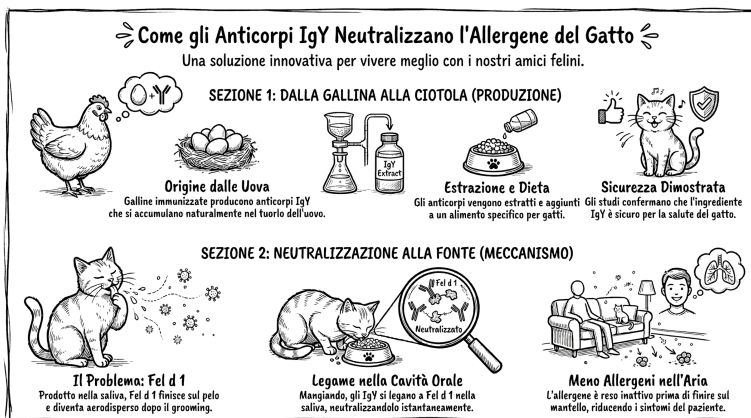 Come gli Anticorpi IgY Neutralizzano l'Allergene del Gatto
Una soluzione innovativa per vivere meglio con i nostri amici felini.
SEZIONE 1: DALLA GALLINA ALLA CIOTOLA (PRODUZIONE)
IgY
Extract
Origine dalle Uova
Galline immunizzate producono anticorpi IgY
che si accumulano naturalmente nel tuorlo dell'uovo.
Estrazione e Dieta
Gli anticorpi vengono estratti e aggiunti
a un alimento specifico per gatti.
Sicurezza Dimostrata
Gli studi confermano che l'ingrediente
IgY è sicuro per la salute del gatto.
SEZIONE 2: NEUTRALIZZAZIONE ALLA FONTE (MECCANISMO)
Fel d 1
Neutralizzato
Il Problema: Fel d 1
Prodotto nella saliva, Fel d 1 finisce sul pelo
e diventa aerodisperso dopo il grooming.
Legame nella Cavità Orale
Mangiando, gli IgY si legano a Fel d 1 nella
saliva, neutralizzandolo istantaneamente.
Meno Allergeni nell'Aria
L'allergene è reso inattivo prima di finire sul
mantello, riducendo i sintomi del paziente.